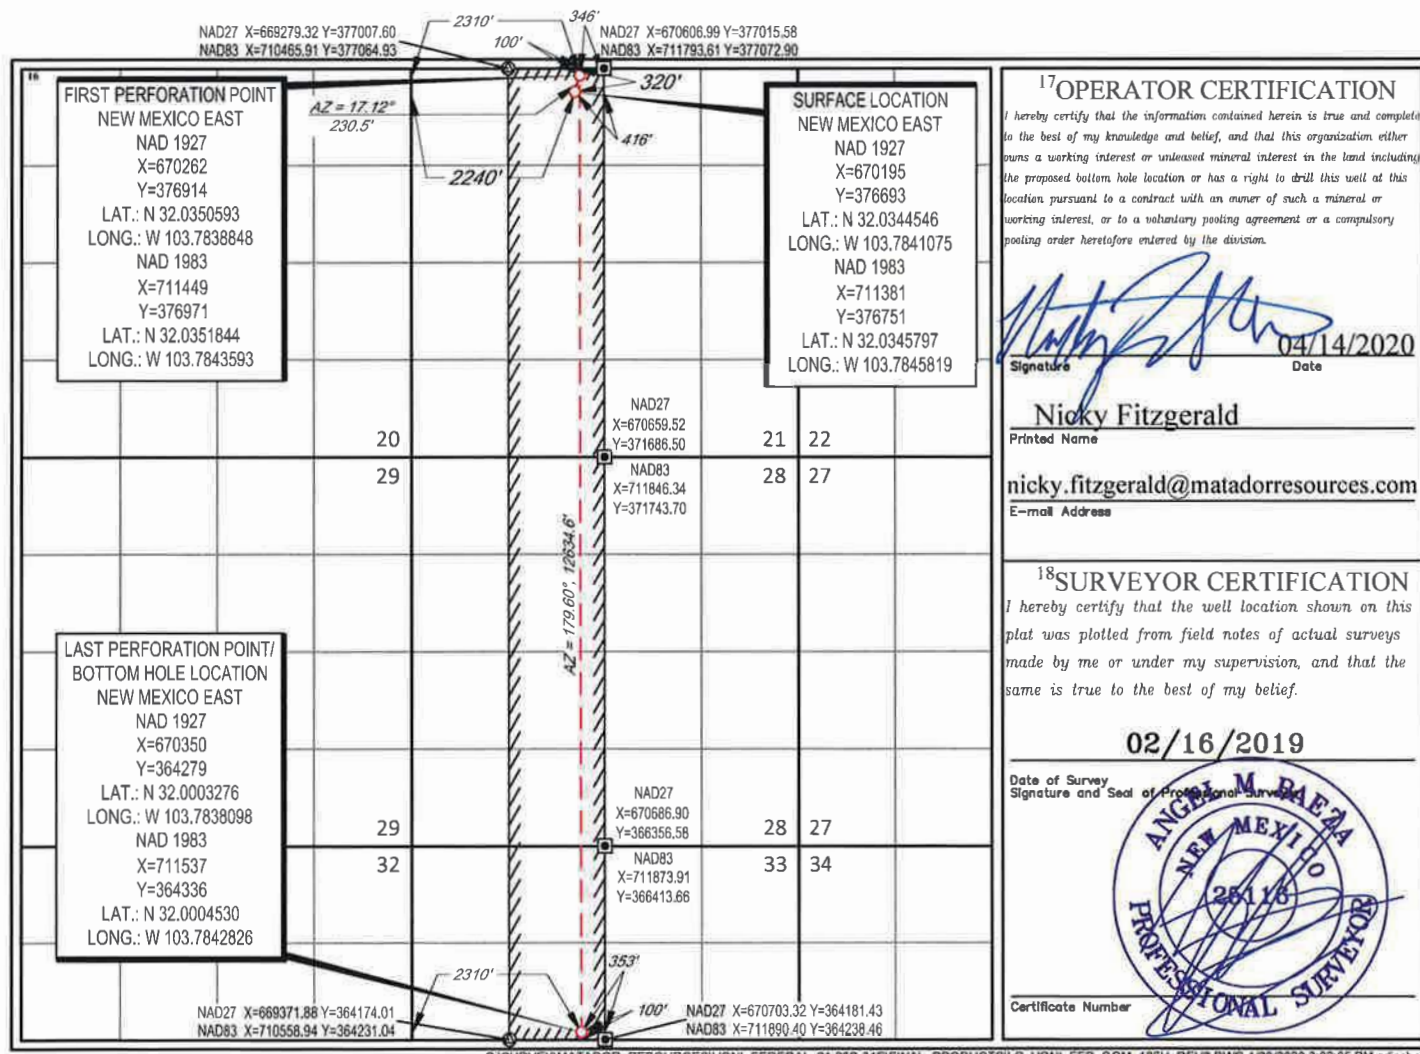 2310'
346'
NAD27 X=669279.32 Y=377007.60
NAD83 X=710465.91 Y=377064.93
100'
NAD27 X=670606.99 Y=377015.58
NAD83 X=711793.61 Y=377072.90
16
FIRST PERFORATION POINT
NEW MEXICO EAST
NAD 1927
X=670262
Y=376914
LAT.: N 32.0350593
LONG.: W 103.7838848
NAD 1983
X=711449
Y=376971
LAT.: N 32.0351844
LONG.: W 103.7843593
AZ = 17.12°
230.5'
320'
416'
2240'
SURFACE LOCATION
NEW MEXICO EAST
NAD 1927
X=670195
Y=376693
LAT.: N 32.0344546
LONG.: W 103.7841075
NAD 1983
X=711381
Y=376751
LAT.: N 32.0345797
LONG.: W 103.7845819
20
29
NAD27
X=670659.52
Y=371686.50
NAD83
X=711846.34
Y=371743.70
21 22
28 27
AZ = 179.60°, 12634.6'
LAST PERFORATION POINT/
BOTTOM HOLE LOCATION
NEW MEXICO EAST
NAD 1927
X=670350
Y=364279
LAT.: N 32.0003276
LONG.: W 103.7838098
NAD 1983
X=711537
Y=364336
LAT.: N 32.0004530
LONG.: W 103.7842826
29
32
NAD27
X=670686.90
Y=366356.58
NAD83
X=711873.91
Y=366413.66
28 27
33 34
2310'
353'
100'
NAD27 X=669371.88 Y=364174.01
NAD83 X=710558.94 Y=364231.04
NAD27 X=670703.32 Y=364181.43
NAD83 X=711890.40 Y=364238.46
17OPERATOR CERTIFICATION
I hereby certify that the information contained herein is true and complete
to the best of my knowledge and belief, and that this organization either
owns a working interest or unleased mineral interest in the land including
the proposed bottom hole location or has a right to drill this well at this
location pursuant to a contract with an owner of such a mineral or
working interest, or to a voluntary pooling agreement or a compulsory
pooling order heretofore entered by the division.
04/14/2020
Signature Date
Nicky Fitzgerald
Printed Name
nicky.fitzgerald@matadorresources.com
E-mail Address
18SURVEYOR CERTIFICATION
I hereby certify that the well location shown on this
plat was plotted from field notes of actual surveys
made by me or under my supervision, and that the
same is true to the best of my belief.
02/16/2019
Date of Survey
Signature and Seal of Professional Surveyor
ANGEL M. BAEZA
NEW MEXICO
25116
PROFESSIONAL SURVEYOR
Certificate Number